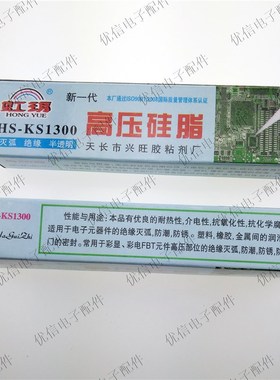 优信电子配件
虹王路
HONG YUE
新一代
本厂通过ISO9001:2000国际质量管理体系认证
HS-KS1300
高压硅脂
灭弧 绝缘 半透明
天长市兴旺胶粘剂厂
-KS1300
性能与用途:本品有优良的耐热性,介电性,抗氧化性,抗化学腐
适用于电子元器件的绝缘灭弧,防潮,防锈。塑料,橡胶,金属间的润滑
门的密封。常用于彩显、彩电FBT元件高压部位的绝缘灭弧,防潮,防
优信电子配件